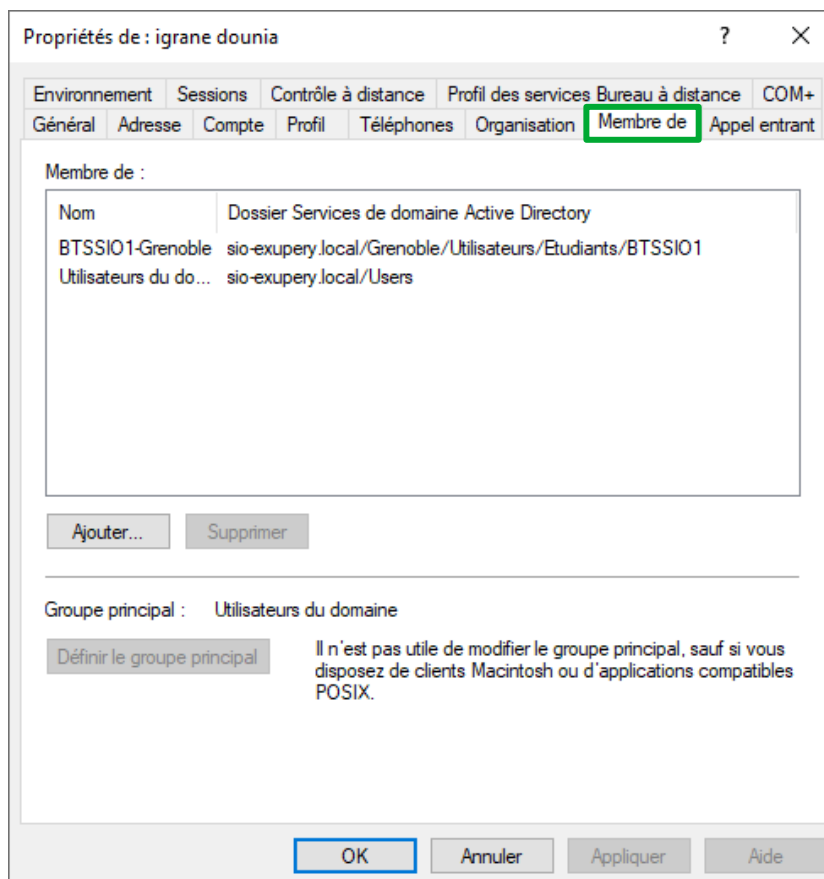 Propriétés de : igrane dounia ? ×
Environnement Sessions Contrôle à distance Profil des services Bureau à distance COM+
Général Adresse Compte Profil Téléphones Organisation Membre de Appel entrant
Membre de :
Nom Dossier Services de domaine Active Directory
BTSSIO1-Grenoble sio-exupery.local/Grenoble/Utilisateurs/Etudiants/BTSSIO1
Utilisateurs du do... sio-exupery.local/Users
Ajouter... Supprimer
Groupe principal : Utilisateurs du domaine
Définir le groupe principal
Il n'est pas utile de modifier le groupe principal, sauf si vous
disposez de clients Macintosh ou d'applications compatibles
POSIX.
OK Annuler Appliquer Aide